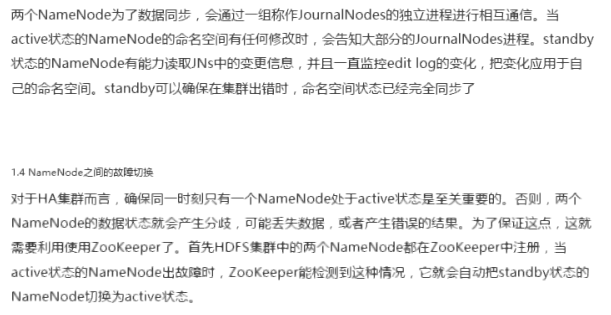 两个NameNode为了数据同步，会通过一组称作JournalNodes的独立进程进行相互通信。当
active状态的NameNode的命名空间有任何修改时，会告知大部分的JournalNodes进程。standby
状态的NameNode有能力读取JNs中的变更信息，并且一直监控edit log的变化，把变化应用于自
己的命名空间。standby可以确保在集群出错时，命名空间状态已经完全同步了
1.4 NameNode之间的故障切换
对于HA集群而言，确保同一时刻只有一个NameNode处于active状态是至关重要的。否则，两个
NameNode的数据状态就会产生分歧，可能丢失数据，或者产生错误的结果。为了保证这点，这就
需要利用使用ZooKeeper了。首先HDFS集群中的两个NameNode都在ZooKeeper中注册，当
active状态的NameNode出故障时，ZooKeeper能检测到这种情况，它就会自动把standby状态的
NameNode切换为active状态。